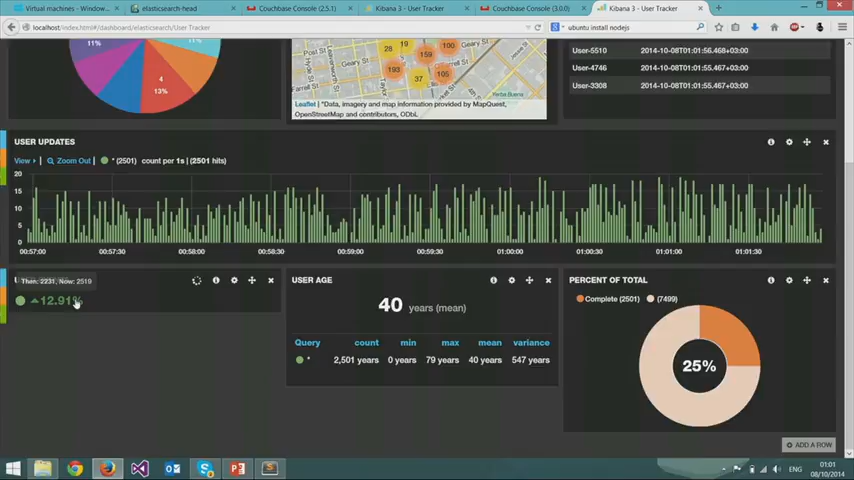 Virtual machines - Window...
elasticsearch-head
Couchbase Console (2.5.1)
Kibana 3 - User Tracker
Couchbase Console (3.0.0)
Kibana 3 - User Tracker
localhost/index.html#/dashboard/elasticsearch/User Tracker
ubuntu install nodejs
11%
4
13%
28
19
100
159
193
37
105
Post St
Geary St
Geary St
Yerba Buena
Leaflet | "Data, imagery and map information provided by MapQuest,
OpenStreetMap and contributors, ODbL
User-5510 2014-10-08T01:01:56.468+03:00
User-4746 2014-10-08T01:01:55.467+03:00
User-3308 2014-10-08T01:01:55.467+03:00
USER UPDATES
View
Zoom Out
* (2501) count per 1s | (2501 hits)
20
15
10
5
0
00:57:00 00:57:30 00:58:00 00:58:30 00:59:00 00:59:30 01:00:00 01:00:30 01:01:00 01:01:30
Then: 2231, Now: 2519
12.91%
USER AGE
40 years (mean)
Query count min max mean variance
* 2,501 years 0 years 79 years 40 years 547 years
PERCENT OF TOTAL
Complete (2501) (7499)
25%
ADD A ROW
ENG
01:01
08/10/2014